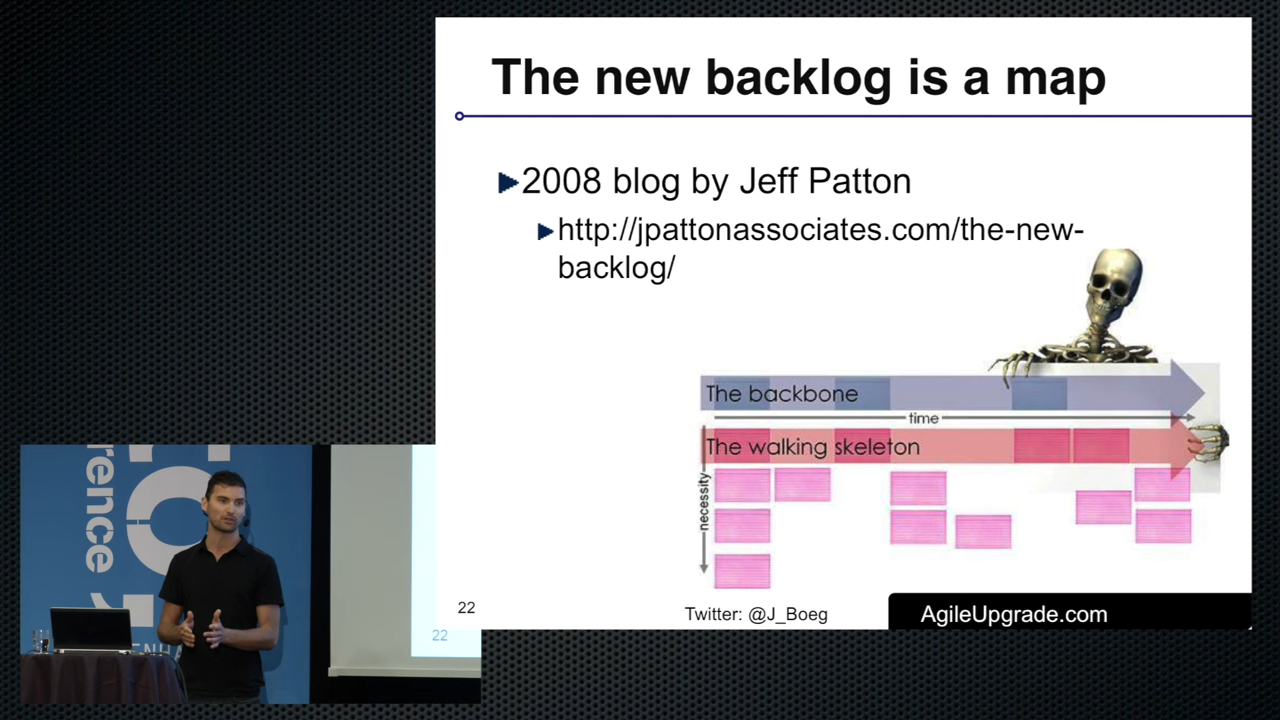 The new backlog is a map
2008 blog by Jeff Patton
http://jpattonassociates.com/the-new-
backlog/
The backbone
time
The walking skeleton
necessity
22
Twitter: @J_Boeg
AgileUpgrade.com
22
rence